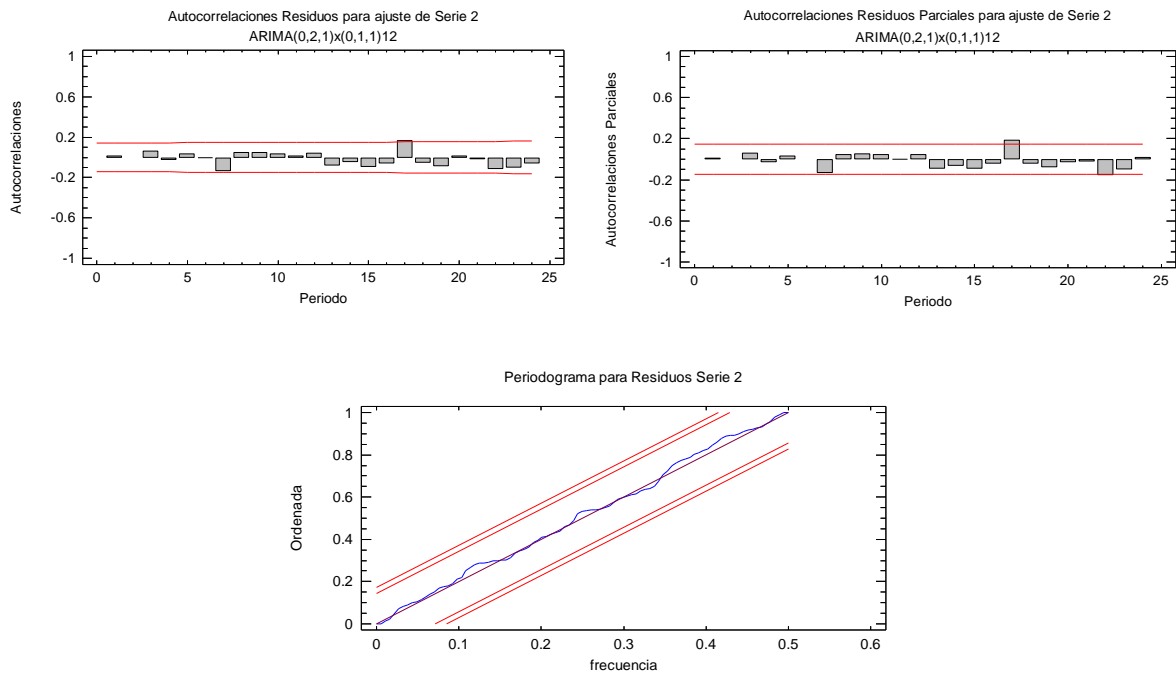 Autocorrelaciones Residuos para ajuste de Serie 2
ARIMA(0,2,1)x(0,1,1)12
Autocorrelaciones
1
0.6
0.2
-0.2
-0.6
-1
0 5 10 15 20 25
Periodo
Autocorrelaciones Residuos Parciales para ajuste de Serie 2
ARIMA(0,2,1)x(0,1,1)12
Autocorrelaciones Parciales
1
0.6
0.2
-0.2
-0.6
-1
0 5 10 15 20 25
Periodo
Periodograma para Residuos Serie 2
Ordenada
1
0.8
0.6
0.4
0.2
0
0 0.1 0.2 0.3 0.4 0.5 0.6
frecuencia